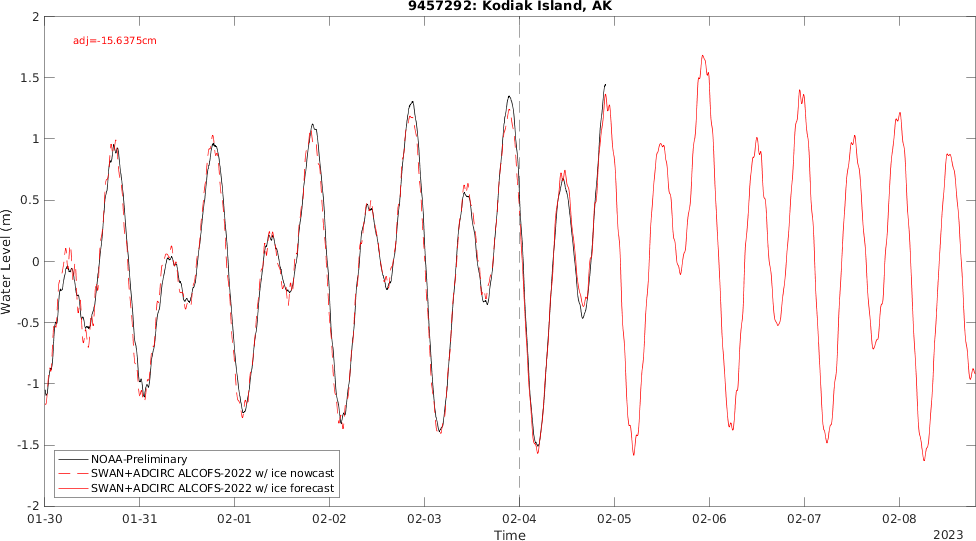 9457292: Kodiak Island, AK
adj=-15.6375cm
2
1.5
1
0.5
0
-0.5
-1
-1.5
-2
Water Level (m)
NOAA-Preliminary
SWAN+ADCIRC ALCOFS-2022 w/ ice nowcast
SWAN+ADCIRC ALCOFS-2022 w/ ice forecast
01-30 01-31 02-01 02-02 02-03 02-04 02-05 02-06 02-07 02-08
Time
2023